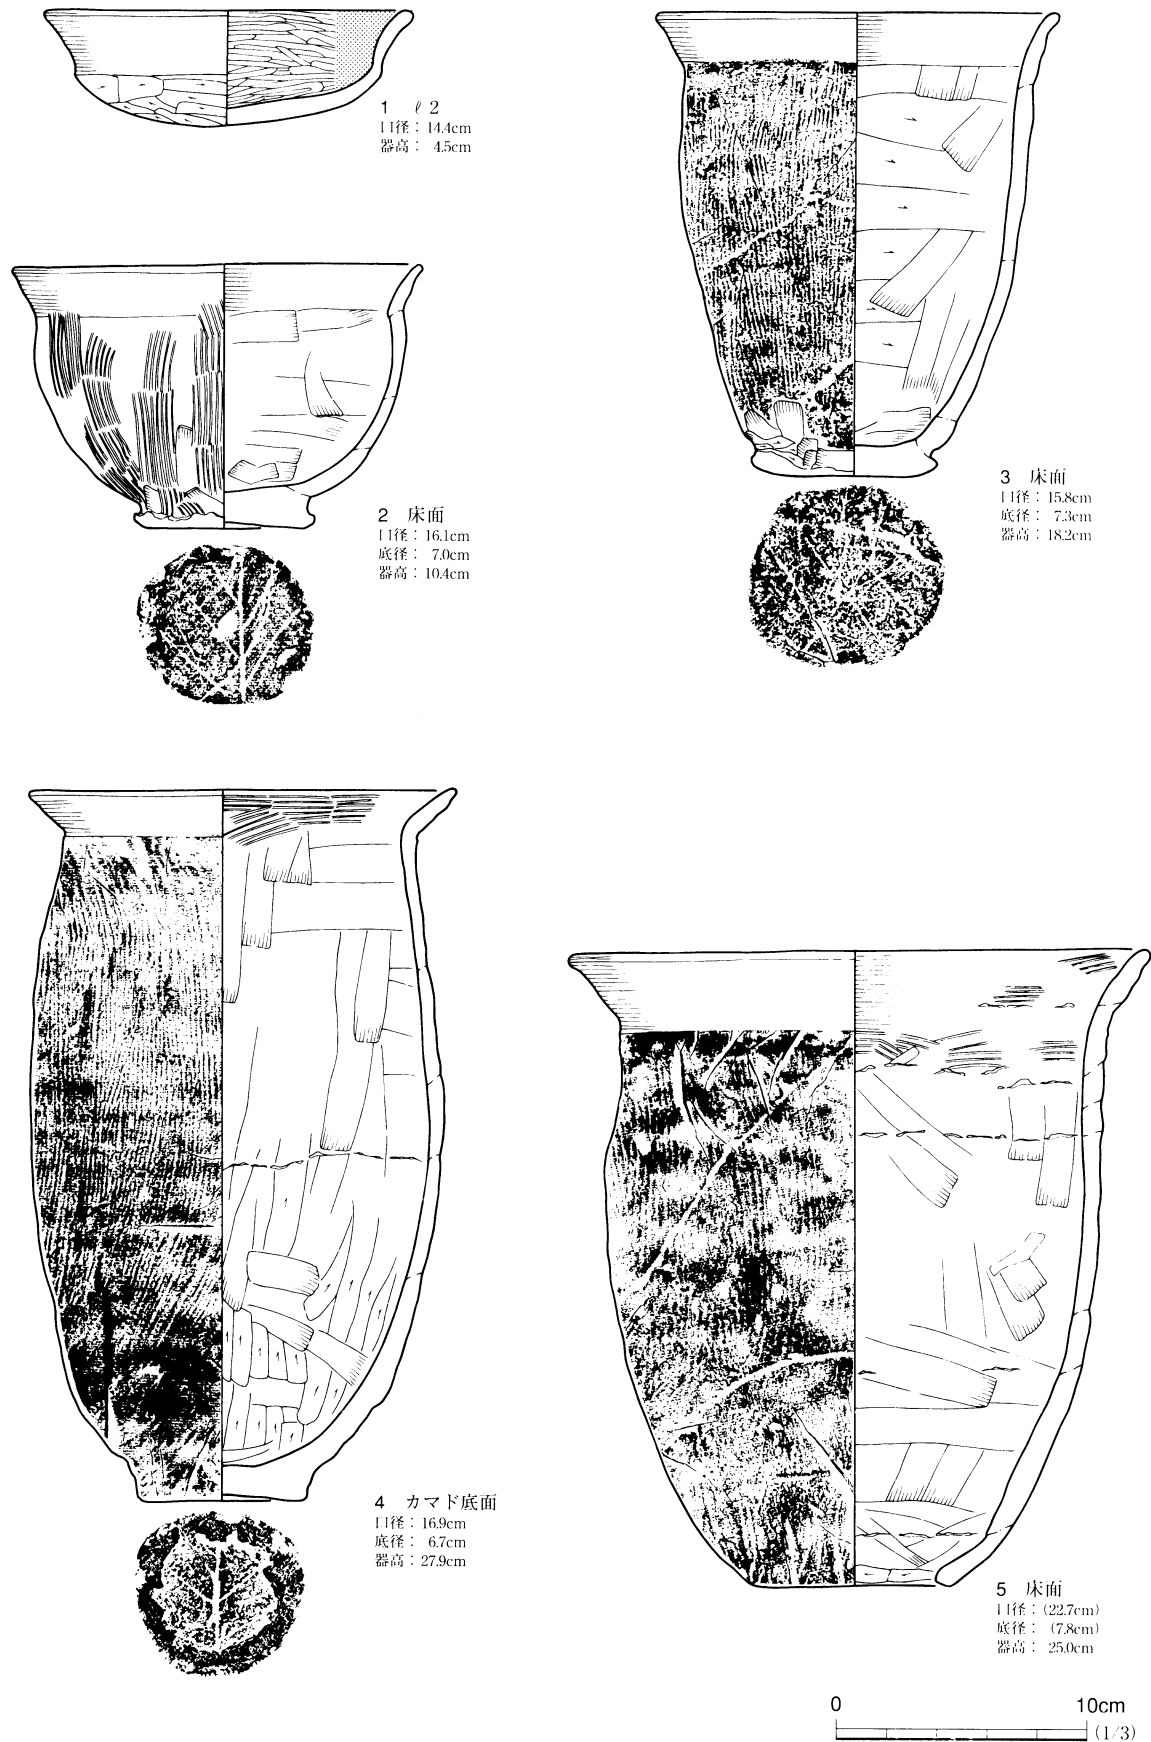 1 ℓ 2
口径：14.4cm
器高： 4.5cm
2 床面
口径：16.1cm
底径： 7.0cm
器高：10.4cm
3 床面
口径：15.8cm
底径： 7.3cm
器高：18.2cm
4 カマド底面
口径：16.9cm
底径： 6.7cm
器高：27.9cm
5 床面
口径：(22.7cm)
底径： (7.8cm)
器高： 25.0cm
0 10cm
(1/3)